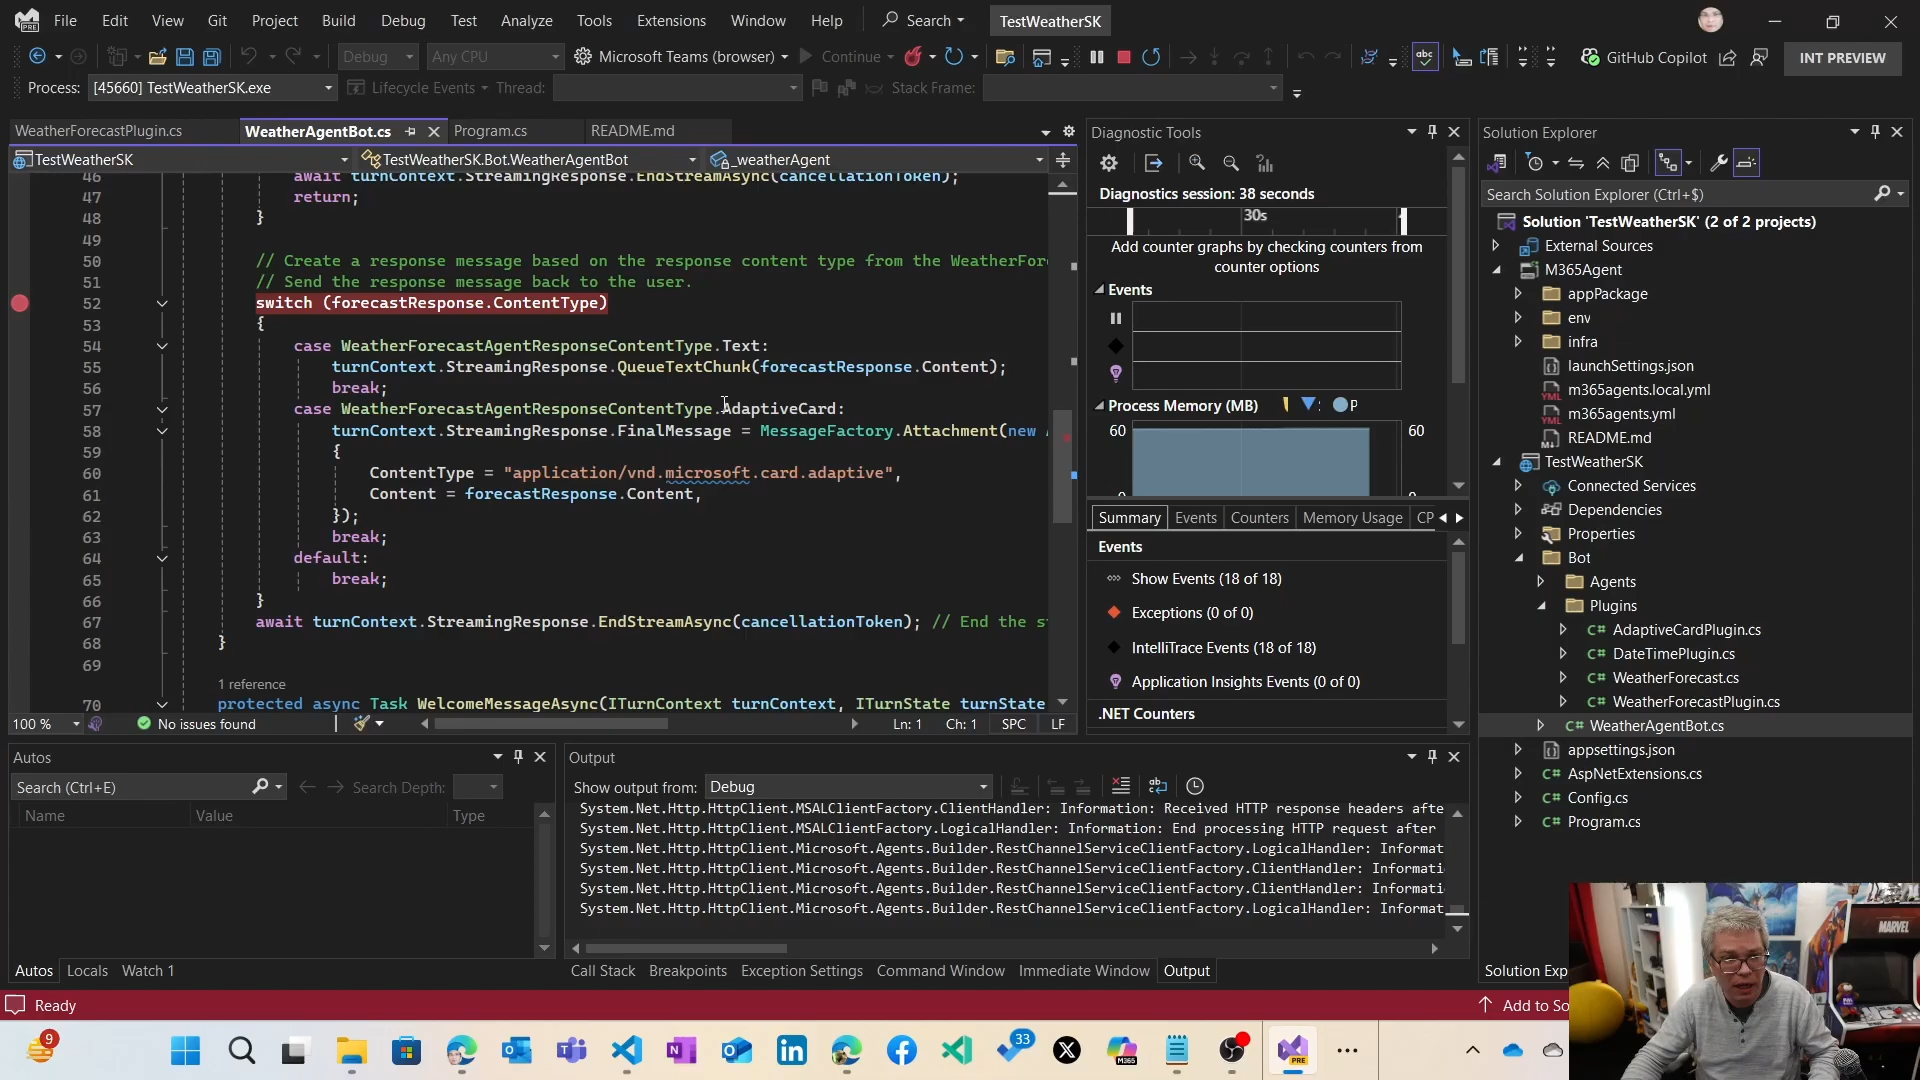 File Edit View Git Project Build Debug Test Analyze Tools Extensions Window Help Search TestWeatherSK
Debug Any CPU Microsoft Teams (browser) Continue GitHub Copilot INT PREVIEW
Process: [45660] TestWeatherSK.exe Lifecycle Events Thread: Stack Frame:
WeatherForecastPlugin.cs WeatherAgentBot.cs Program.cs README.md
TestWeatherSK TestWeatherSK.Bot.WeatherAgentBot _weatherAgent
46 await turnContext.StreamingResponse.EndStreamAsync(cancellationToken);
47 return;
48 }
49
50 // Create a response message based on the response content type from the WeatherFor
51 // Send the response message back to the user.
52 switch (forecastResponse.ContentType)
53 {
54 case WeatherForecastAgentResponseContentType.Text:
55 turnContext.StreamingResponse.QueueTextChunk(forecastResponse.Content);
56 break;
57 case WeatherForecastAgentResponseContentType.AdaptiveCard:
58 turnContext.StreamingResponse.FinalMessage = MessageFactory.Attachment(new
59 {
60 ContentType = "application/vnd.microsoft.card.adaptive",
61 Content = forecastResponse.Content,
62 });
63 break;
64 default:
65 break;
66 }
67 await turnContext.StreamingResponse.EndStreamAsync(cancellationToken); // End the s
68 }
69
1 reference
70 protected async Task WelcomeMessageAsync(ITurnContext turnContext, ITurnState turnState
100 % No issues found Ln: 1 Ch: 1 SPC LF
Diagnostic Tools
Diagnostics session: 38 seconds
30s
Add counter graphs by checking counters from
counter options
Events
Process Memory (MB) P
60 60
0 0
Summary Events Counters Memory Usage CP
Events
Show Events (18 of 18)
Exceptions (0 of 0)
IntelliTrace Events (18 of 18)
Application Insights Events (0 of 0)
.NET Counters
Solution Explorer
Search Solution Explorer (Ctrl+$)
Solution 'TestWeatherSK' (2 of 2 projects)
External Sources
M365Agent
appPackage
env
infra
launchSettings.json
m365agents.local.yml
m365agents.yml
README.md
TestWeatherSK
Connected Services
Dependencies
Properties
Bot
Agents
Plugins
AdaptiveCardPlugin.cs
DateTimePlugin.cs
WeatherForecast.cs
WeatherForecastPlugin.cs
WeatherAgentBot.cs
appsettings.json
AspNetExtensions.cs
Config.cs
Program.cs
Solution Exp
Autos
Search (Ctrl+E) Search Depth:
Name Value Type
Autos Locals Watch 1
Output
Show output from: Debug
System.Net.Http.HttpClient.MSALClientFactory.ClientHandler: Information: Received HTTP response headers afte
System.Net.Http.HttpClient.MSALClientFactory.LogicalHandler: Information: End processing HTTP request after
System.Net.Http.HttpClient.Microsoft.Agents.Builder.RestChannelServiceClientFactory.LogicalHandler: Informat
System.Net.Http.HttpClient.Microsoft.Agents.Builder.RestChannelServiceClientFactory.ClientHandler: Informati
System.Net.Http.HttpClient.Microsoft.Agents.Builder.RestChannelServiceClientFactory.ClientHandler: Informati
System.Net.Http.HttpClient.Microsoft.Agents.Builder.RestChannelServiceClientFactory.LogicalHandler: Informat
Call Stack Breakpoints Exception Settings Command Window Immediate Window Output
Ready Add to So
MARVEL
9 33